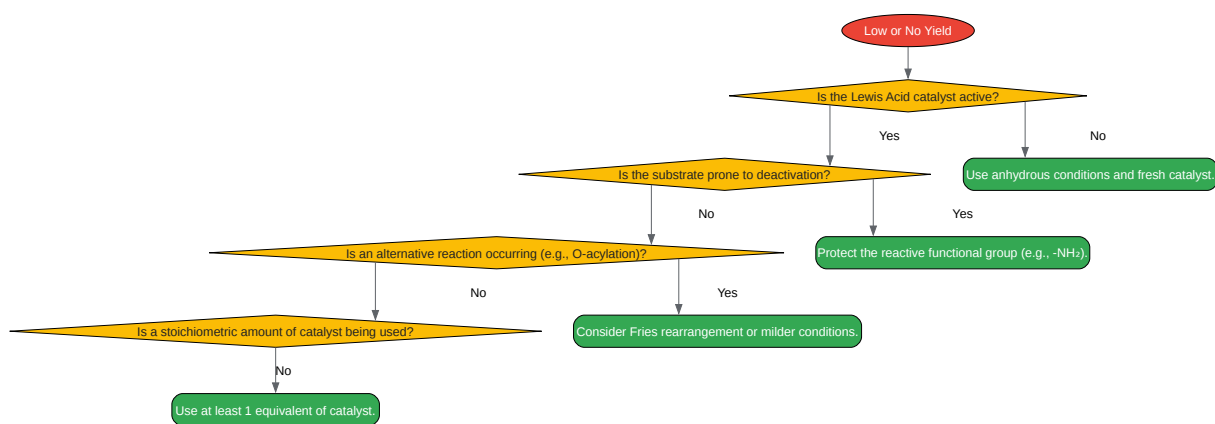 Low or No Yield
Is the Lewis Acid catalyst active?
Yes
No
Is the substrate prone to deactivation?
Use anhydrous conditions and fresh catalyst.
No
Yes
Is an alternative reaction occurring (e.g., O-acylation)?
Protect the reactive functional group (e.g., -NH₂).
No
Yes
Is a stoichiometric amount of catalyst being used?
Consider Fries rearrangement or milder conditions.
No
Use at least 1 equivalent of catalyst.